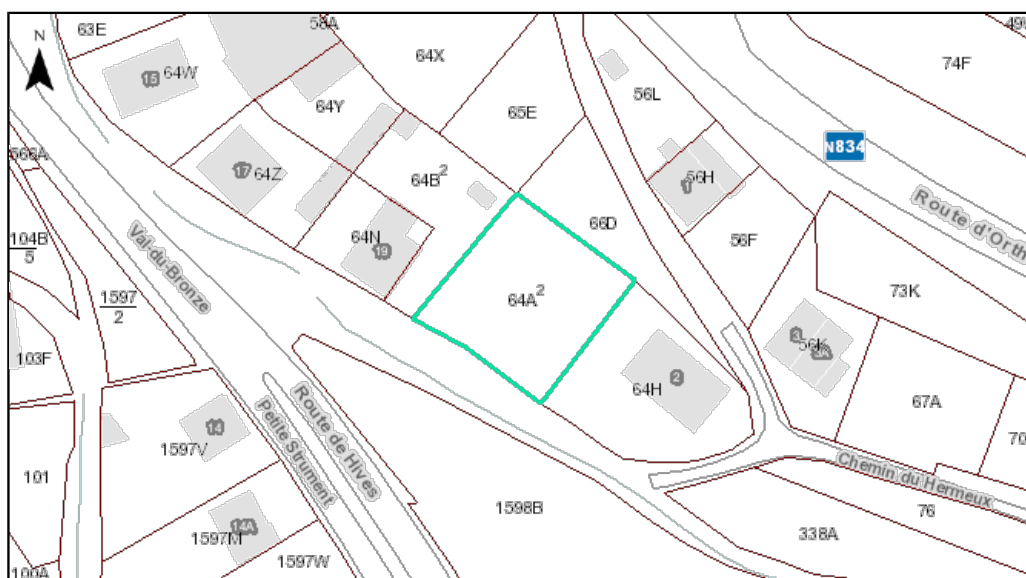 63E
58A
49
N
15
64W
64X
74F
64Y
65E
56L
N834
566A
17
64Z
64B²
1
56H
Route d'Orth
104B
5
Val-du-Bronze
64N
19
66D
56F
1597
2
64A²
73K
3
3A
56K
103F
2
64H
67A
14
1597V
Petite Strument
Route de Hives
70
101
Chemin du Hermeux
1598B
76
14A
1597M
338A
1597W
100A